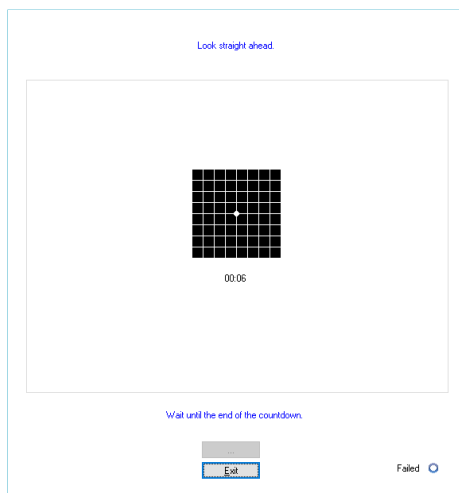 Look straight ahead.
00:06
Wait until the end of the countdown.
...
Exit
Failed